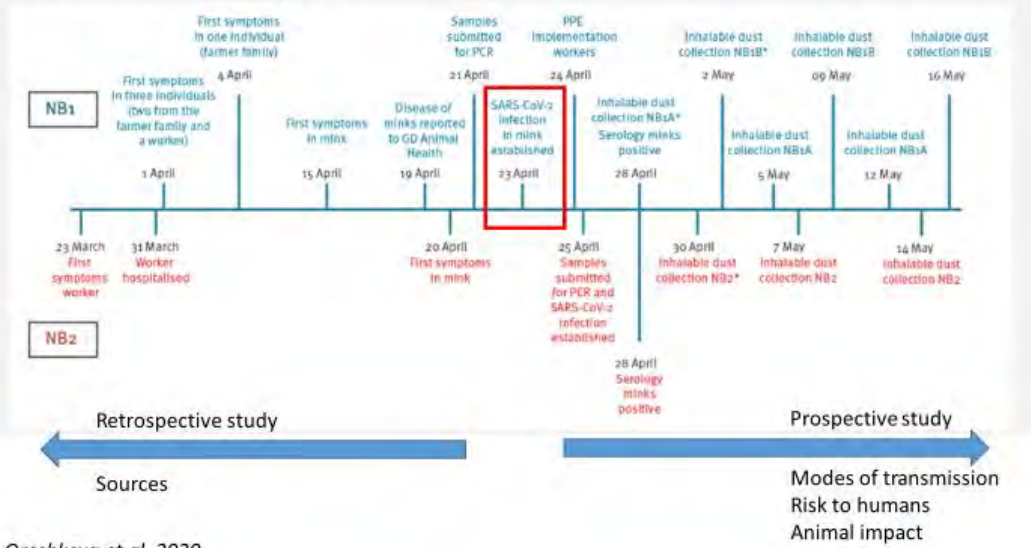 First symptoms
in one individual
(farmer family)
4 April
Samples
submitted
for PCR
21 April
PPE
implementation
workers
24 April
Inhalable dust
collection NB1B*
2 May
Inhalable dust
collection NB1B
09 May
Inhalable dust
collection NB1B
16 May
NB1
First symptoms
in three individuals
(two from the
farmer family and
a worker)
1 April
First symptoms
in mink
15 April
Disease of
minks reported
to GD Animal
Health
19 April
SARS-CoV-2
infection
in mink
established
23 April
Inhalable dust
collection NB1A*
Serology minks
positive
28 April
Inhalable dust
collection NB1A
5 May
Inhalable dust
collection NB1A
12 May
23 March
First
symptoms
worker
31 March
Worker
hospitalised
20 April
First symptoms
in mink
25 April
Samples
submitted
for PCR and
SARS-CoV-2
infection
established
30 April
Inhalable dust
collection NB2*
7 May
Inhalable dust
collection NB2
14 May
Inhalable dust
collection NB2
NB2
28 April
Serology
minks
positive
Retrospective study
Prospective study
Sources
Modes of transmission
Risk to humans
Animal impact
et al. 2020